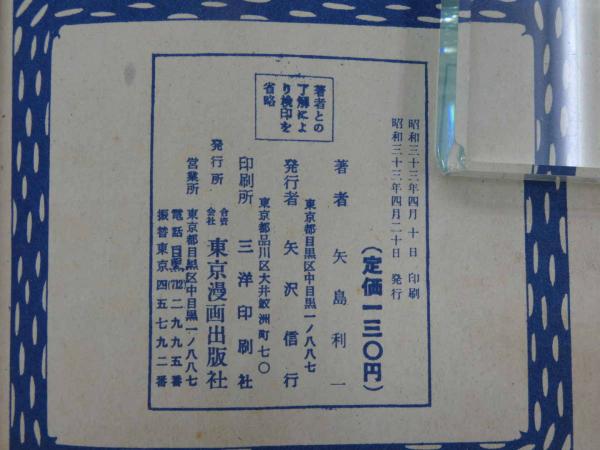 昭和三十三年四月十日 印刷
昭和三十三年四月二十日 発行
(定価一三〇円)
著者 矢島利一
東京都目黒区中目黒一ノ八八七
発行者 矢沢信行
東京都品川区大井鮫洲町七〇
印刷所 三洋印刷社
発行所 合資会社 東京漫画出版社
営業所 東京都目黒区中目黒一ノ八八七
電話目黒(712)二九九五番
振替東京四五七九二番
著者との
了解によ
り検印を
省略